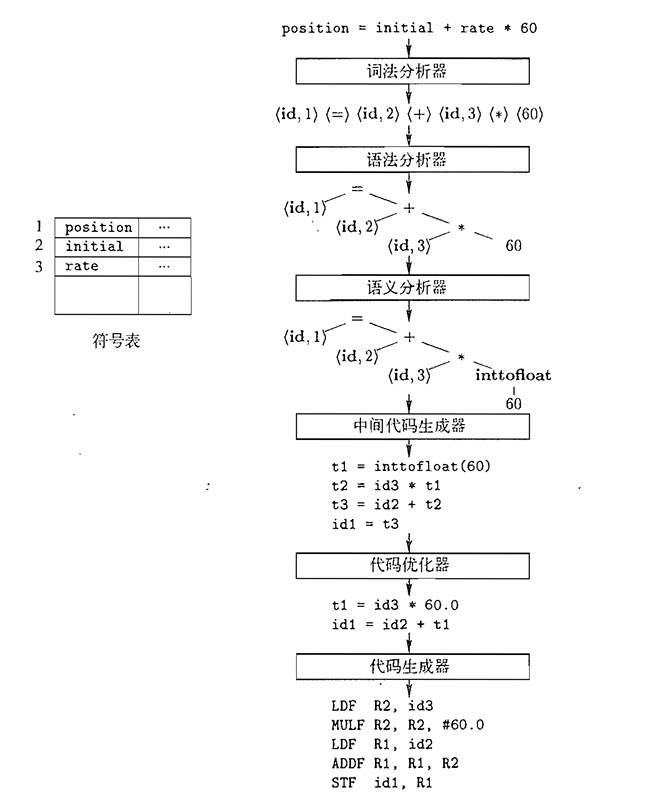 position = initial + rate * 60
词法分析器
⟨id, 1⟩ ⟨=⟩ ⟨id, 2⟩ ⟨+⟩ ⟨id, 3⟩ ⟨*⟩ ⟨60⟩
语法分析器
=
⟨id, 1⟩ +
⟨id, 2⟩ *
⟨id, 3⟩ 60
1 position ...
2 initial ...
3 rate ...
符号表
语义分析器
=
⟨id, 1⟩ +
⟨id, 2⟩ *
⟨id, 3⟩ inttofloat
60
中间代码生成器
t1 = inttofloat(60)
t2 = id3 * t1
t3 = id2 + t2
id1 = t3
代码优化器
t1 = id3 * 60.0
id1 = id2 + t1
代码生成器
LDF R2, id3
MULF R2, R2, #60.0
LDF R1, id2
ADDF R1, R1, R2
STF id1, R1